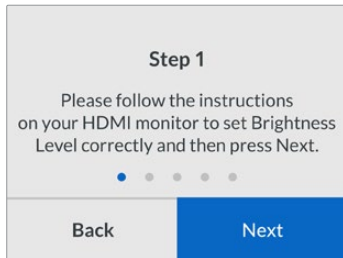 Step 1
Please follow the instructions
on your HDMI monitor to set Brightness
Level correctly and then press Next.
Back
Next